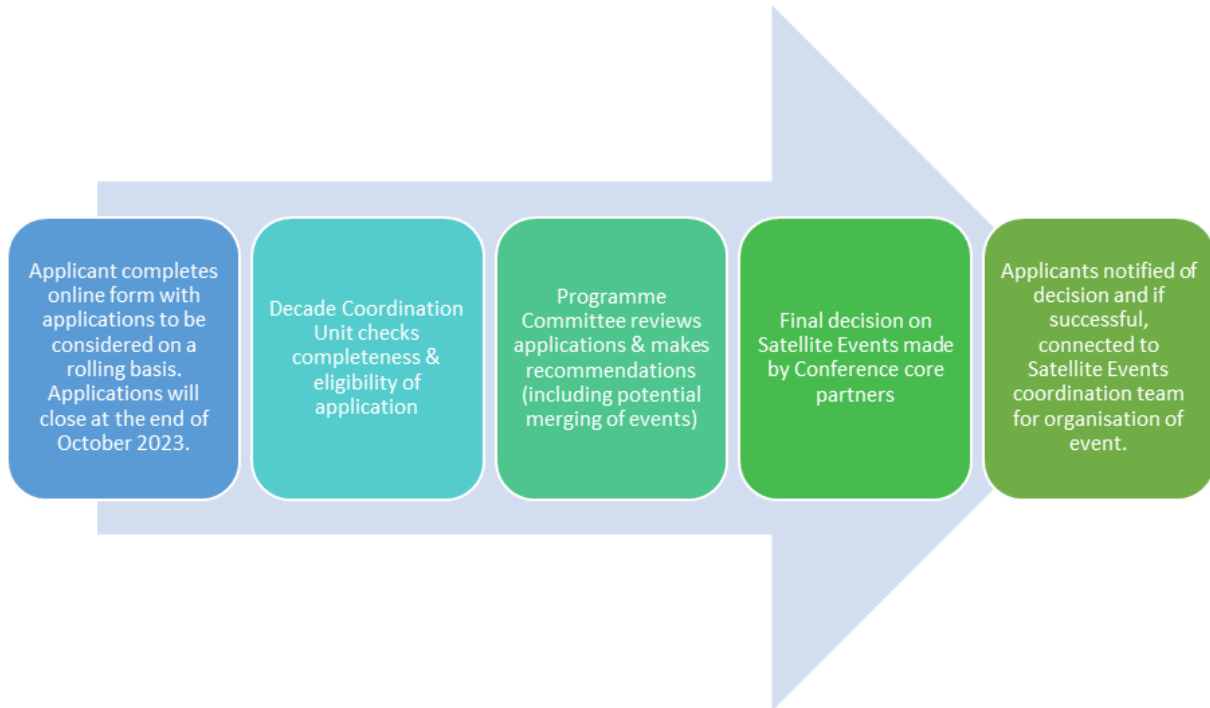 Applicant completes
online form with
applications to be
considered on a
rolling basis.
Applications will
close at the end of
October 2023.
Decade Coordination
Unit checks
completeness &
eligibility of
application
Programme
Committee reviews
applications & makes
recommendations
(including potential
merging of events)
Final decision on
Satellite Events made
by Conference core
partners
Applicants notified of
decision and if
successful,
connected to
Satellite Events
coordination team
for organisation of
event.